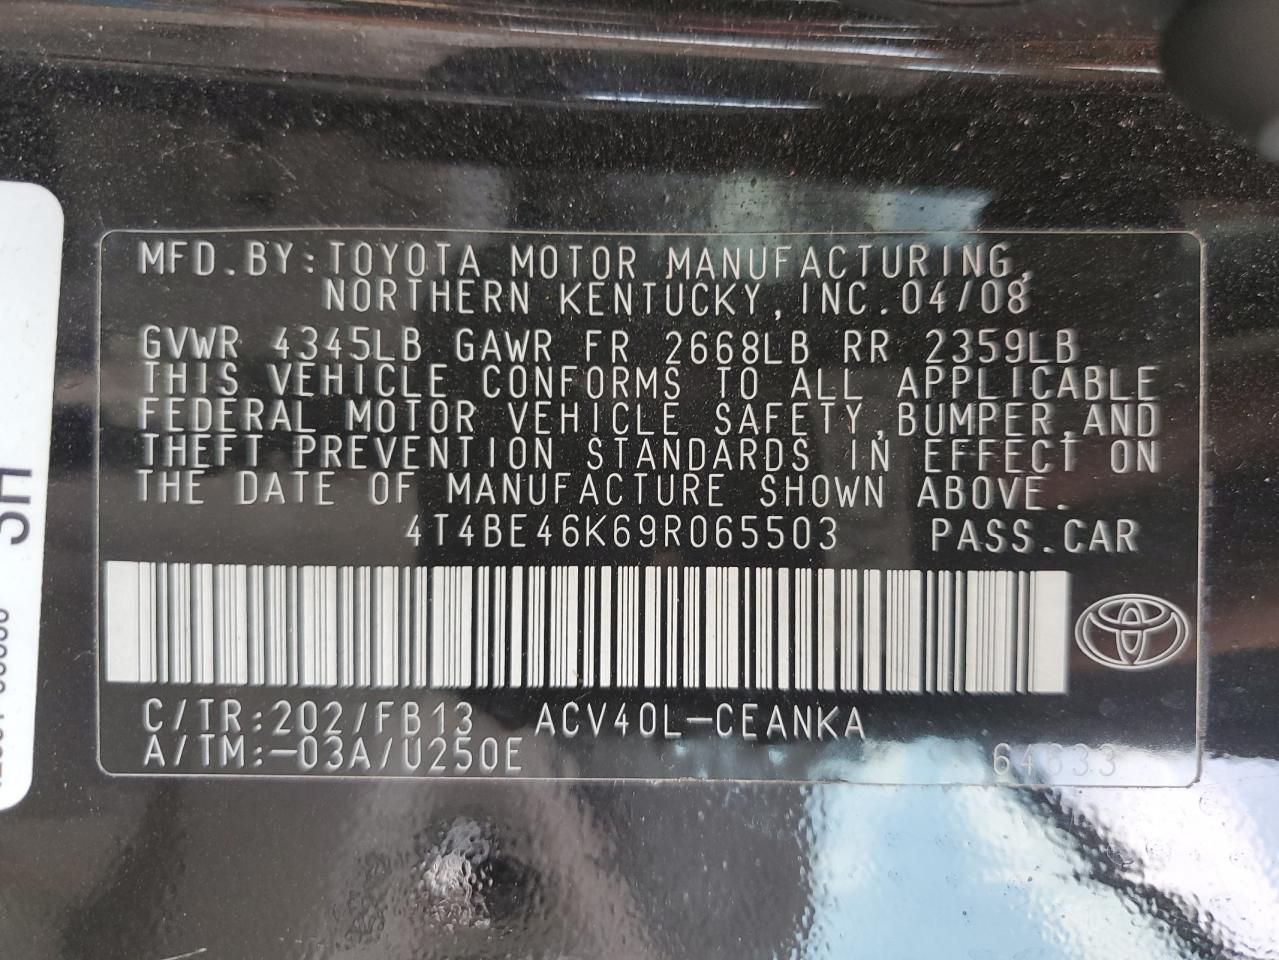 MFD.BY:TOYOTA MOTOR MANUFACTURING,
NORTHERN KENTUCKY,INC.04/08
GVWR 4345LB GAWR FR 2668LB RR 2359LB
THIS VEHICLE CONFORMS TO ALL APPLICABLE
FEDERAL MOTOR VEHICLE SAFETY,BUMPER,AND
THEFT PREVENTION STANDARDS IN EFFECT ON
THE DATE OF MANUFACTURE SHOWN ABOVE.
4T4BE46K69R065503 PASS.CAR
C/TR:202/FB13 ACV40L-CEANKA
A/TM:-03A/U250E